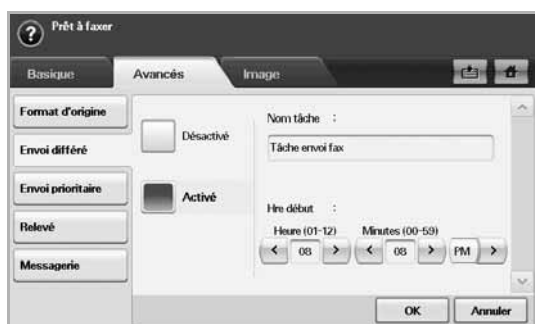 Prêt à faxer
Basique Avancés Image
Format d'origine
Envoi différé
Envoi prioritaire
Relevé
Messagerie
Désactivé
Activé
Nom tâche :
Tâche envoi fax
Hre début :
Heure (01-12) Minutes (00-59)
< 08 > < 08 > PM >
OK Annuler